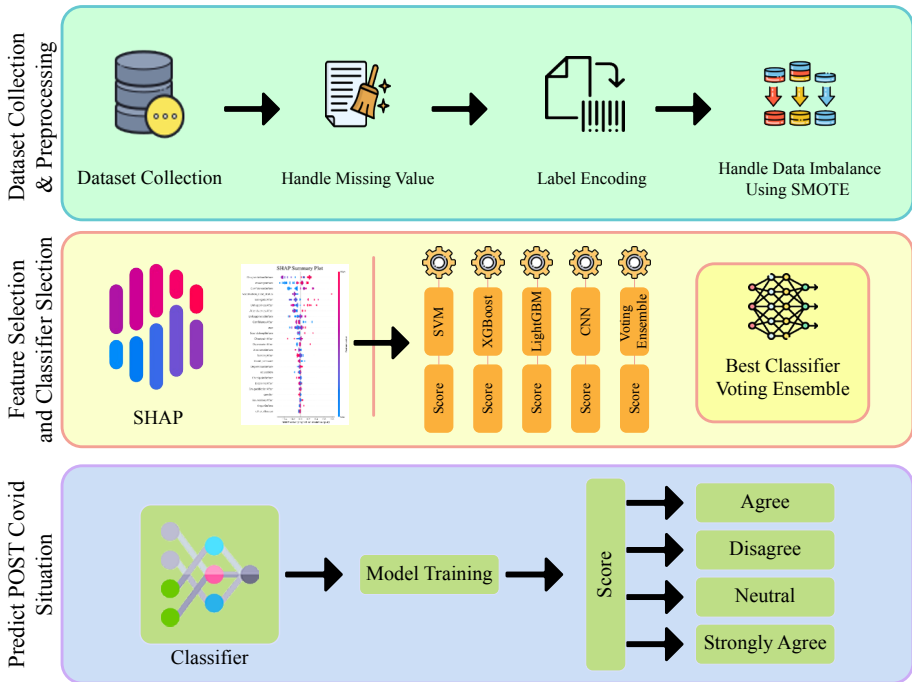 Dataset Collection
& Preprocessing
Dataset Collection
Handle Missing Value
Label Encoding
Handle Data Imbalance
Using SMOTE
Feature Selection
and Classifier Slection
SHAP
SHAP Summary Plot
SVM
XGBoost
LightGBM
CNN
Voting
Ensemble
Score
Score
Score
Score
Score
Best Classifier
Voting Ensemble
Predict POST Covid
Situation
Classifier
Model Training
Score
Agree
Disagree
Neutral
Strongly Agree